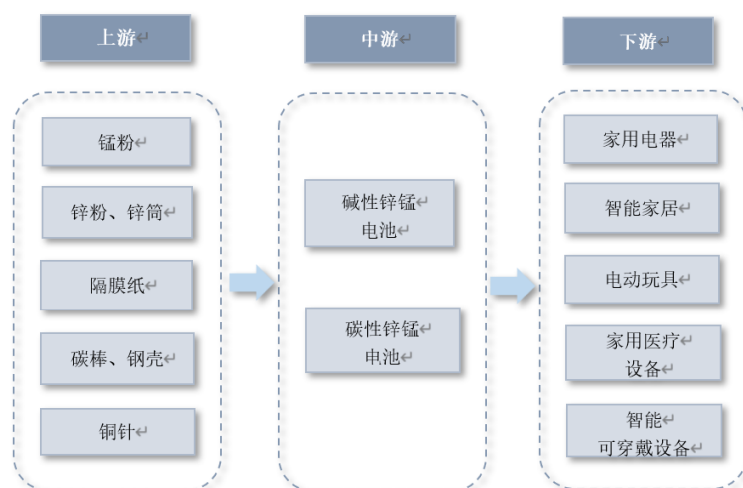 上游
中游
下游
锰粉
锌粉、锌筒
隔膜纸
碳棒、钢壳
铜针
碱性锌锰
电池
碳性锌锰
电池
家用电器
智能家居
电动玩具
家用医疗
设备
智能
可穿戴设备